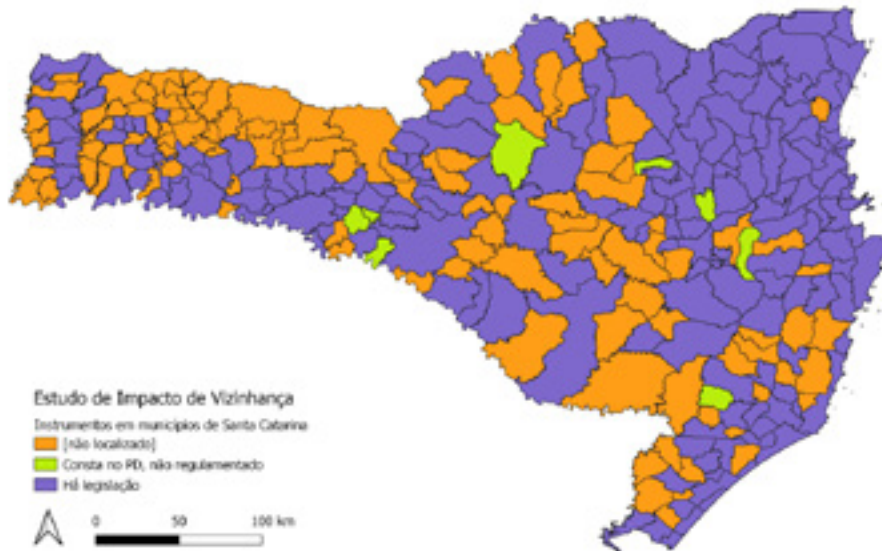 Estudo de Impacto de Vizinhança
Instrumentos em municípios de Santa Catarina
[não localizado]
Consta no PD, não regulamentado
Há legislação
0 50 100 km